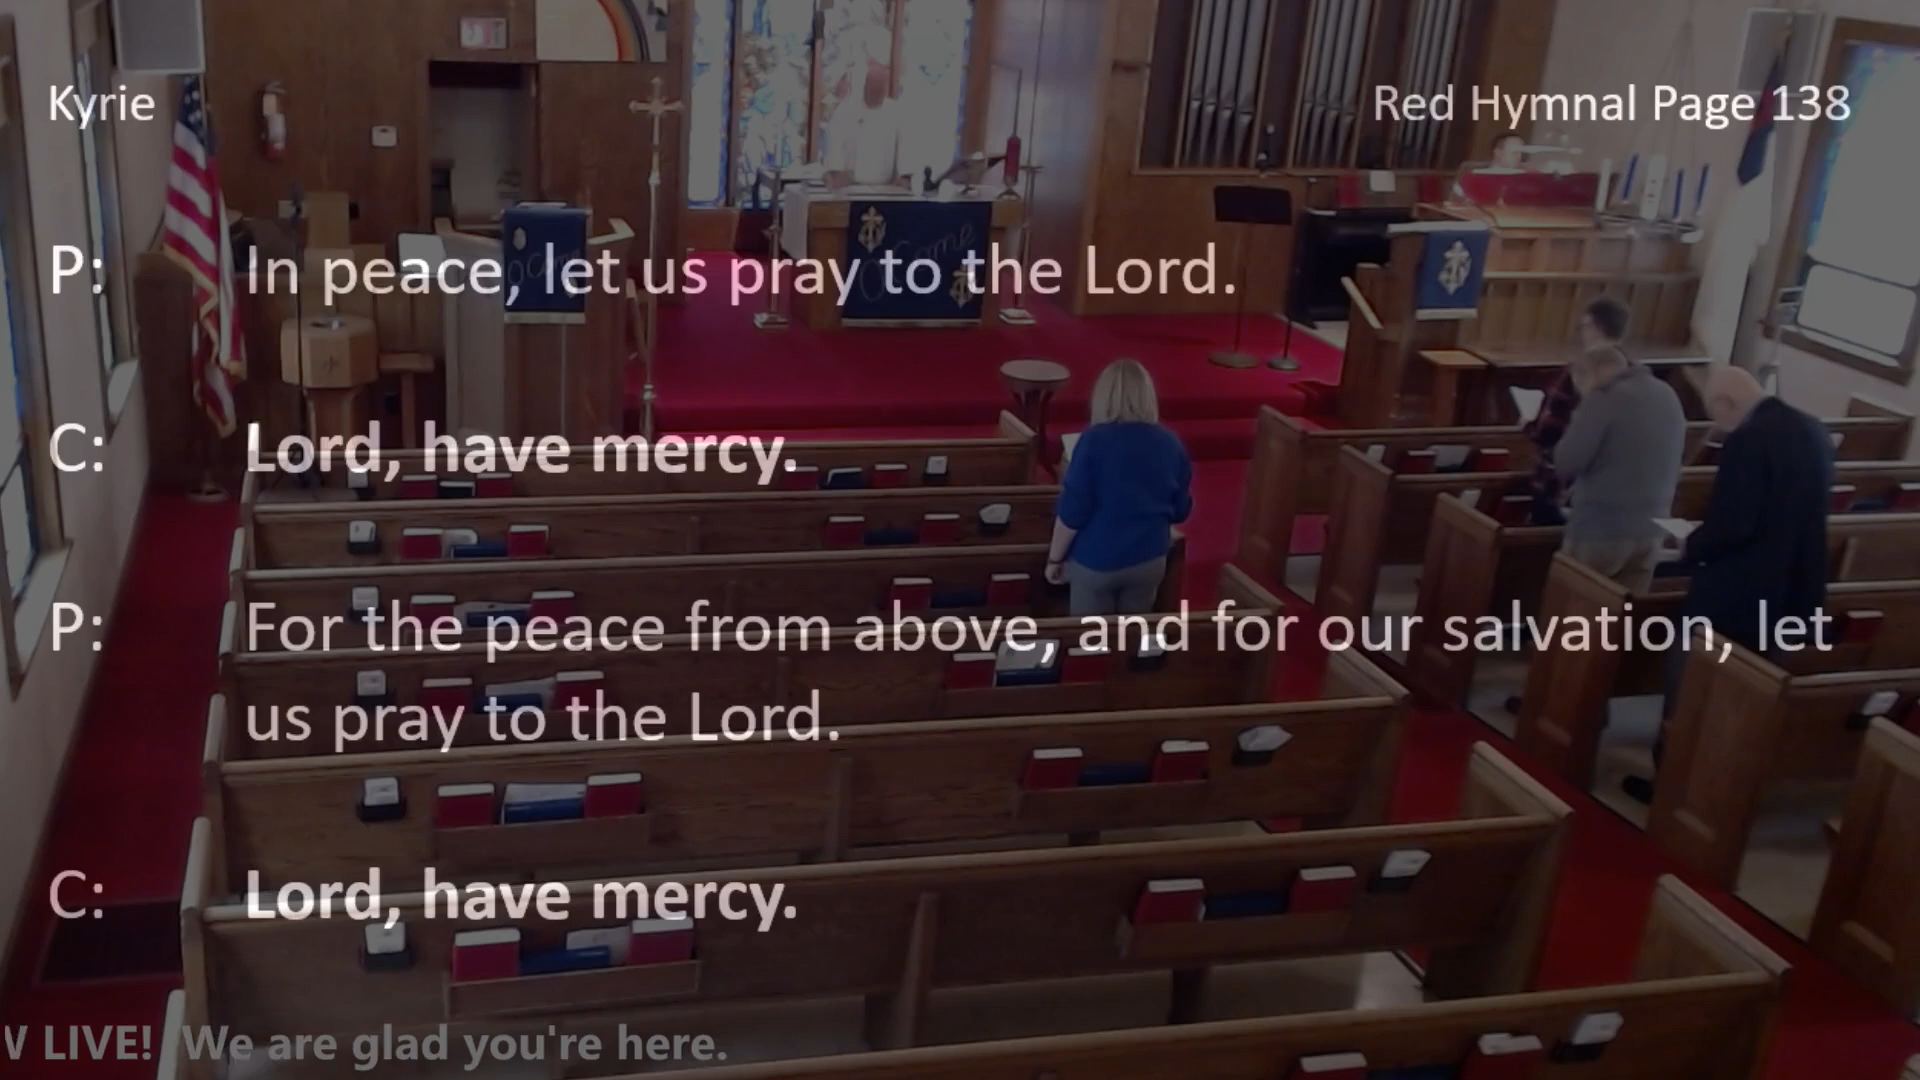 Kyrie Red Hymnal Page 138
P: In peace, let us pray to the Lord.
C: Lord, have mercy.
P: For the peace from above, and for our salvation, let
us pray to the Lord.
C: Lord, have mercy.
LIVE! We are glad you're here.